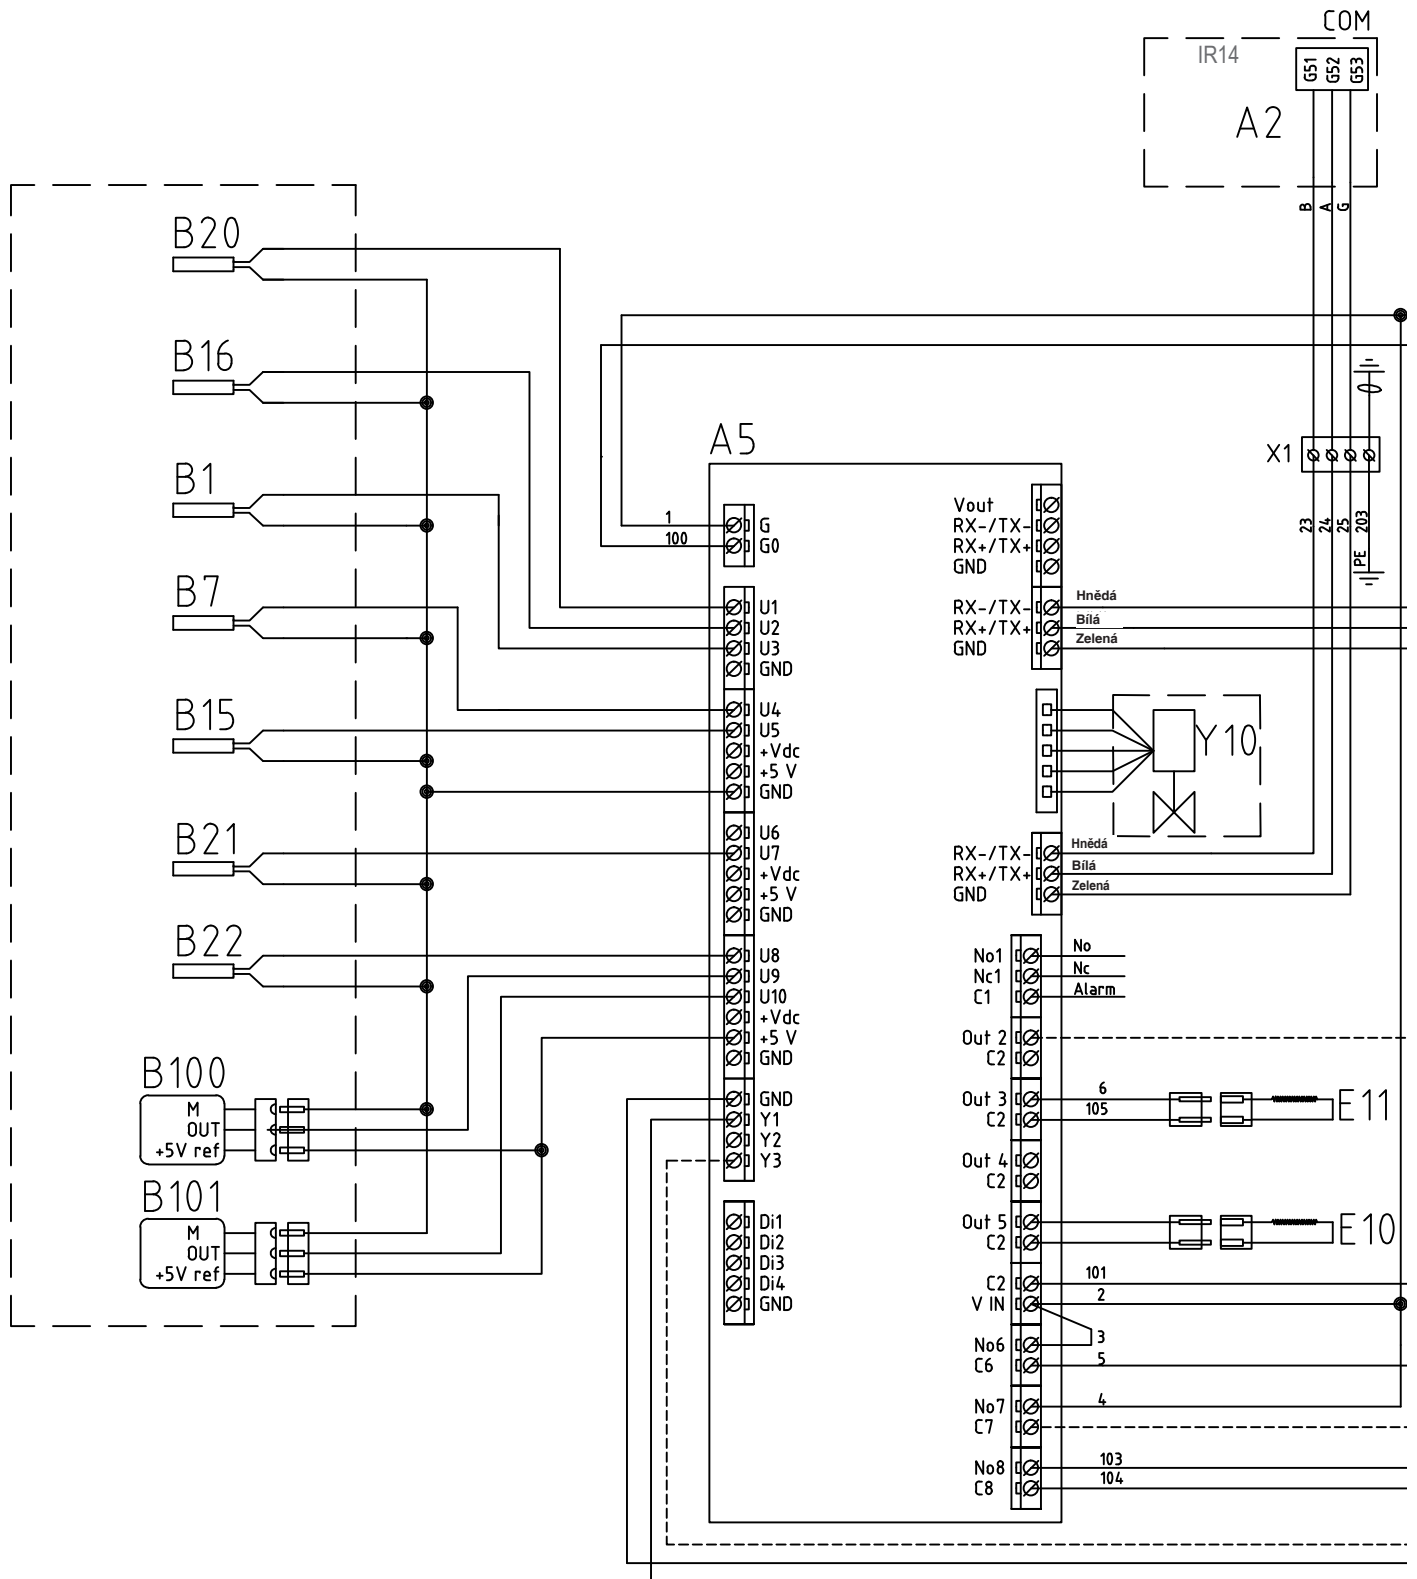 COM
IR14
G51
G52
G53
A2
B
A
G
B20
B16
B1
B7
B15
B21
B22
B100
M
OUT
+5V ref
B101
M
OUT
+5V ref
X1
23
24
25
203
PE
A5
1
100
G
G0
U1
U2
U3
GND
U4
U5
+Vdc
+5 V
GND
U6
U7
+Vdc
+5 V
GND
U8
U9
U10
+Vdc
+5 V
GND
GND
Y1
Y2
Y3
Di1
Di2
Di3
Di4
GND
Vout
RX-/TX-
RX+/TX+
GND
RX-/TX- Hnědá
RX+/TX+ Bílá
GND Zelená
Y10
RX-/TX- Hnědá
RX+/TX+ Bílá
GND Zelená
No1 No
Nc1 Nc
C1 Alarm
Out 2
C2
Out 3 6
C2 105
E11
Out 4
C2
Out 5
C2
E10
C2 101
V IN 2
No6 3
C6 5
No7 4
C7
No8 103
C8 104